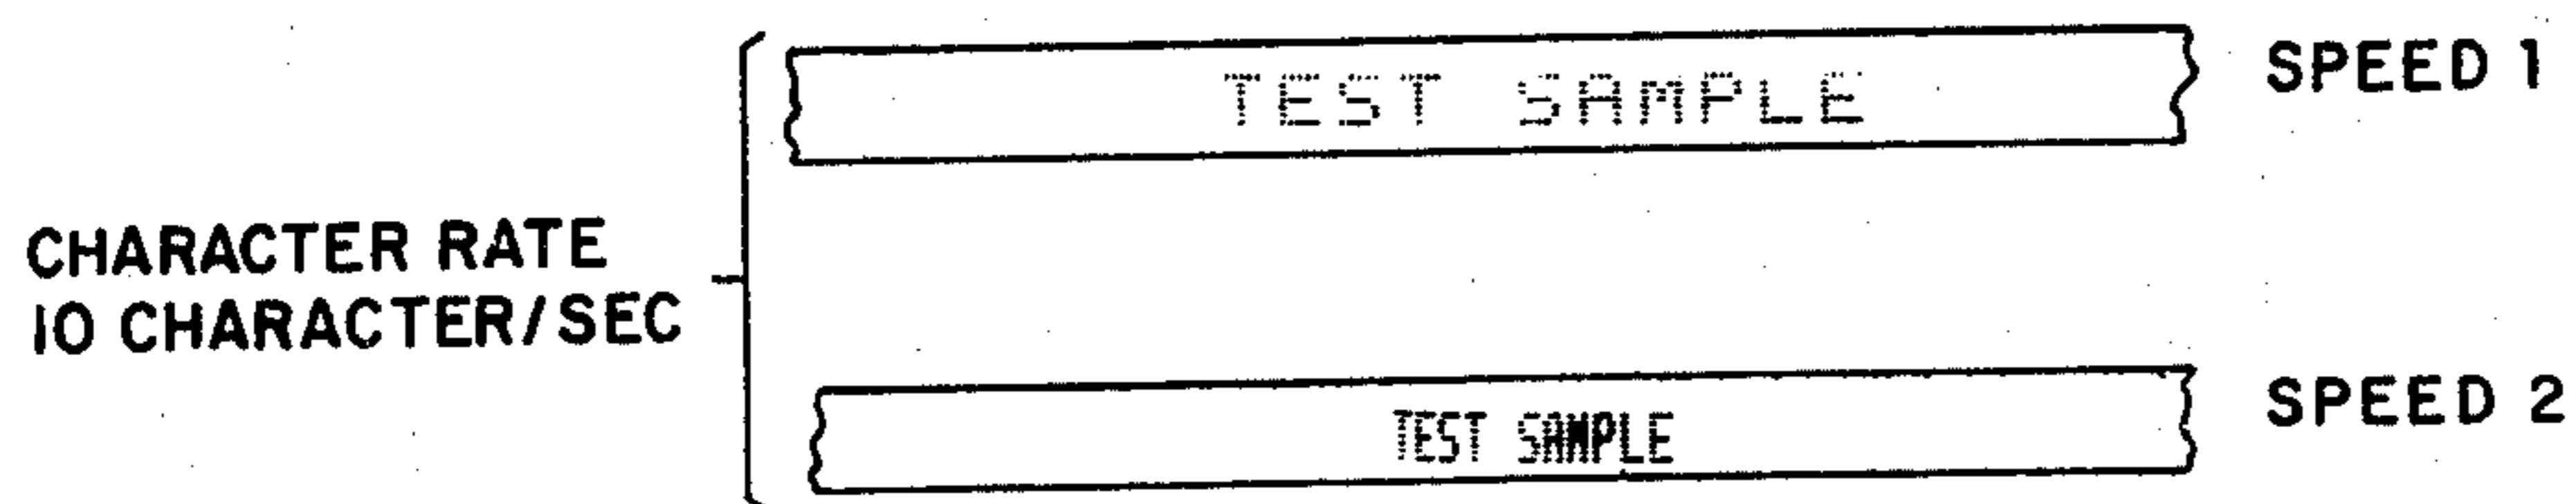 TEST SAMPLE
SPEED 1
CHARACTER RATE
10 CHARACTER/SEC
TEST SAMPLE
SPEED 2